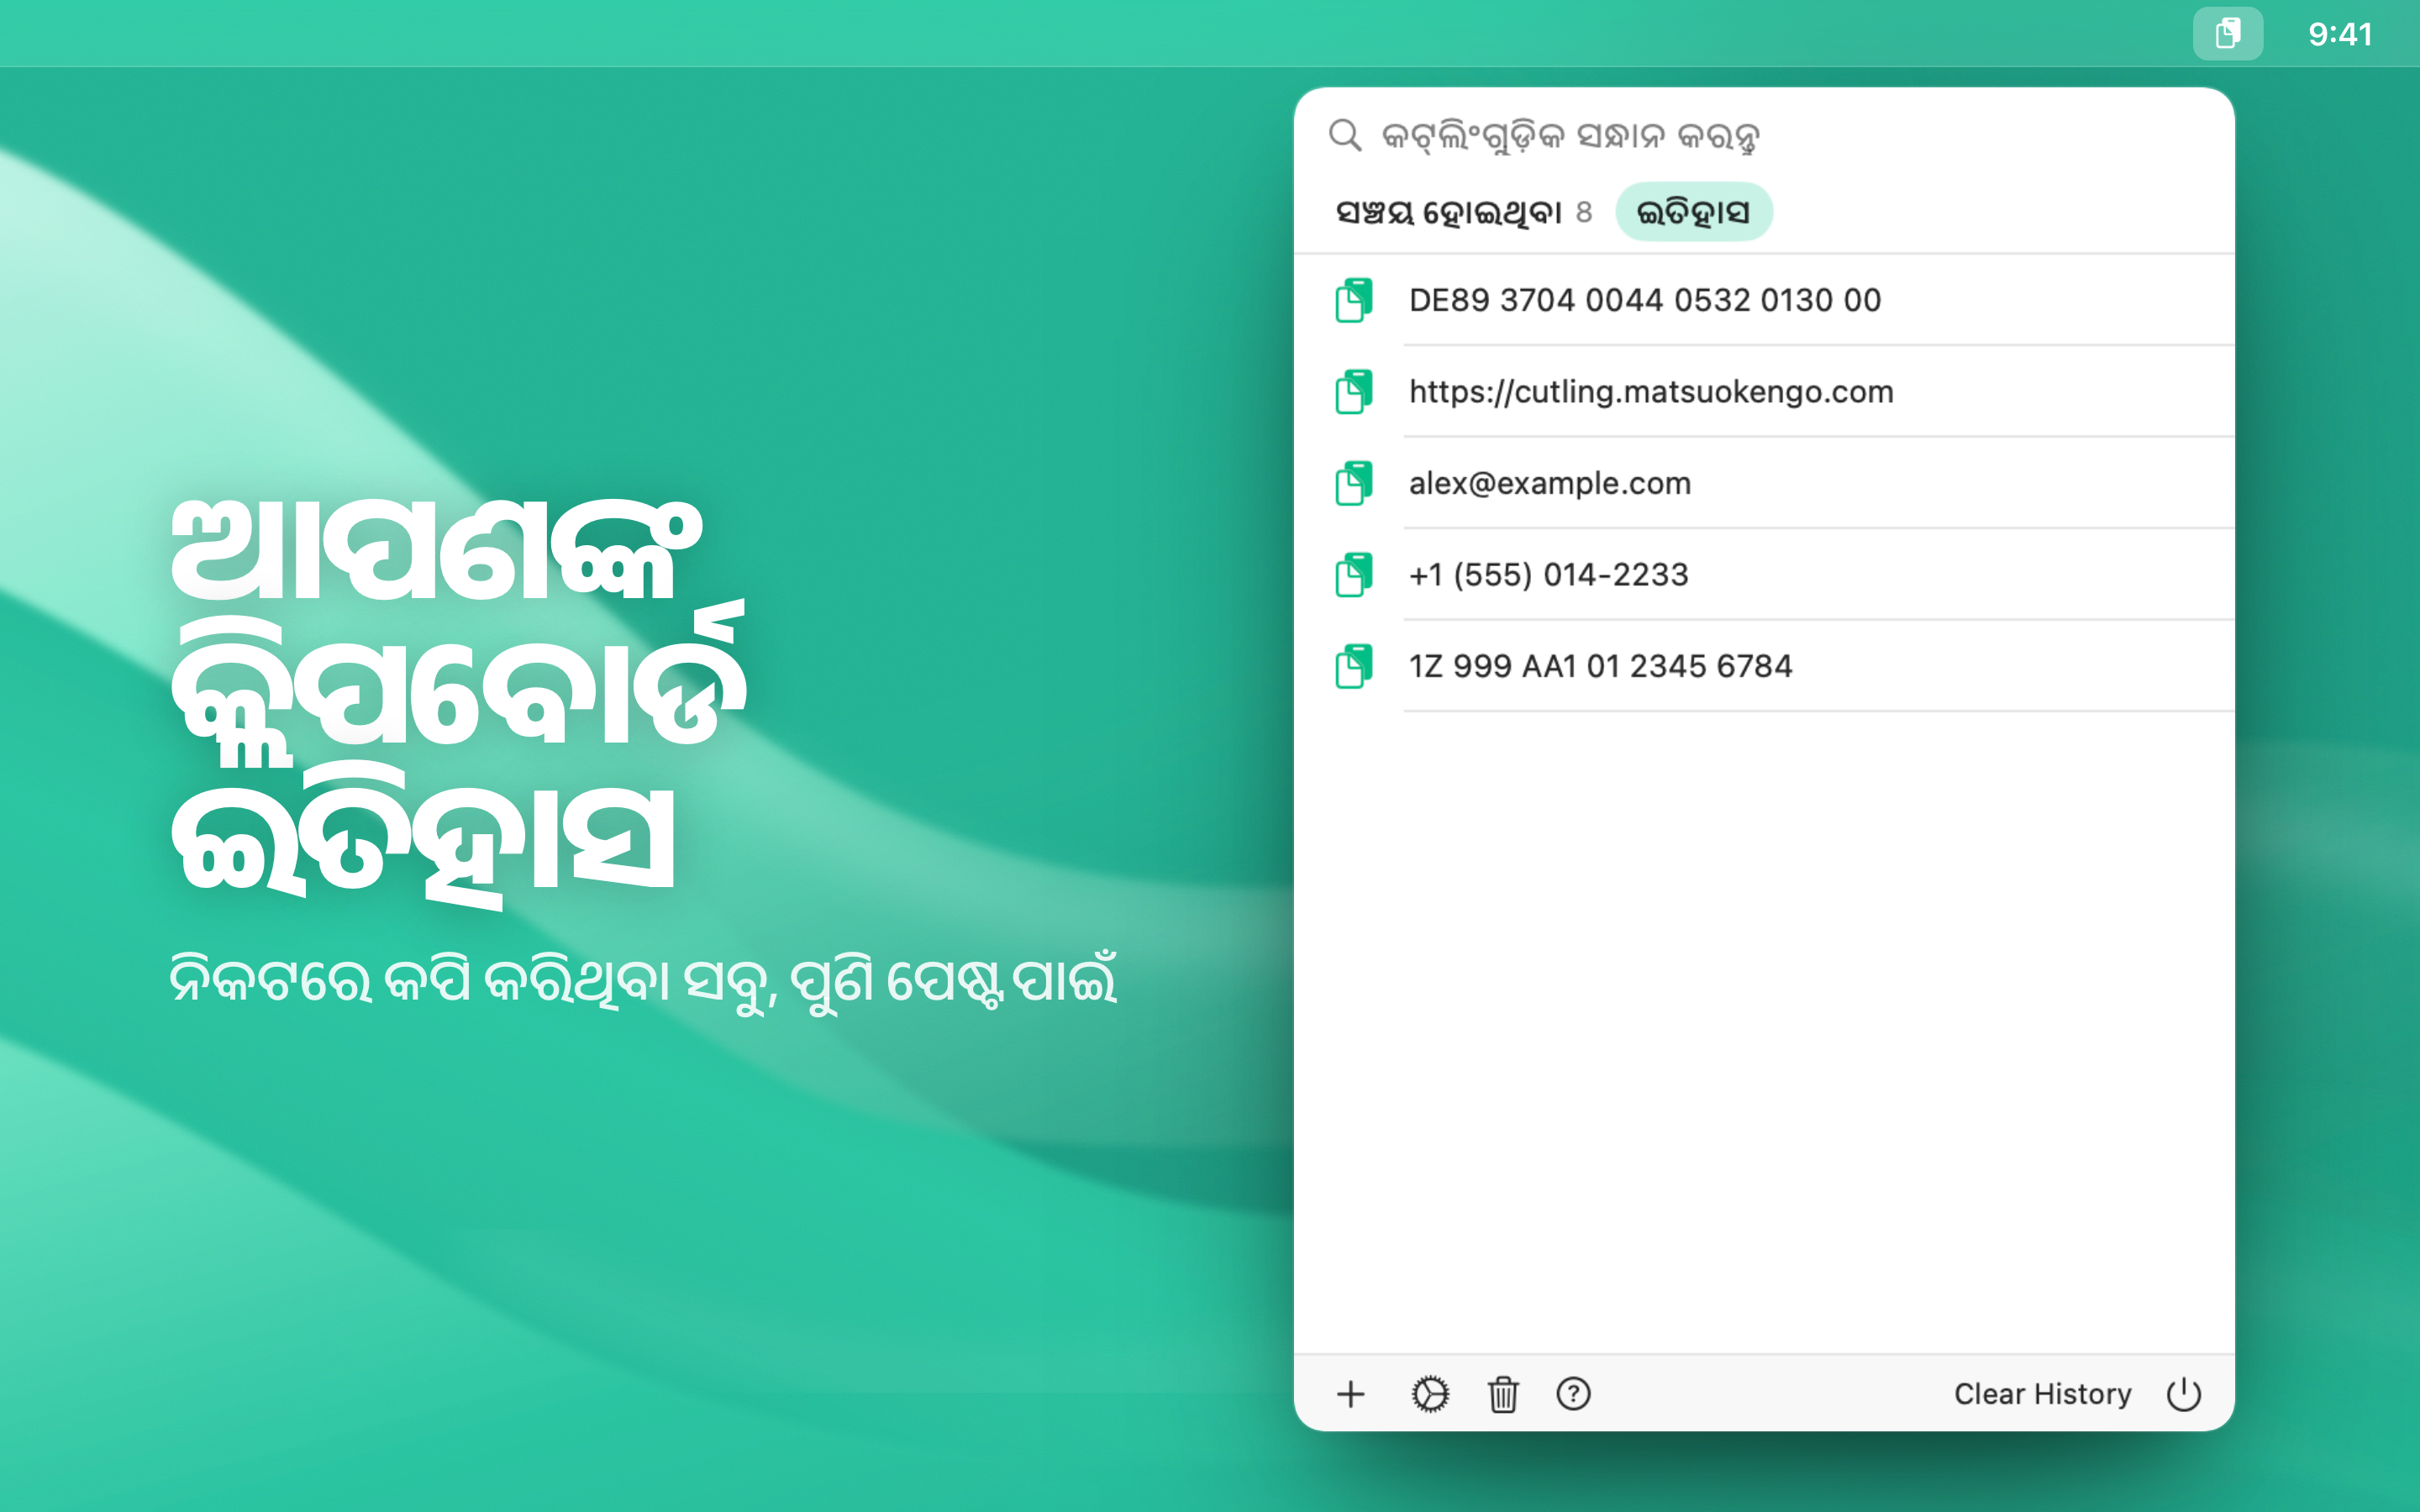 9:41
କଟ୍‌ଲିଂଗୁଡ଼ିକ ସନ୍ଧାନ କରନ୍ତୁ
ସଞ୍ଚୟ ହୋଇଥିବା 8 ଇତିହାସ
DE89 3704 0044 0532 0130 00
https://cutling.matsuokengo.com
alex@example.com
+1 (555) 014-2233
1Z 999 AA1 01 2345 6784
Clear History
ଆପଣଙ୍କ
କ୍ଲିପବୋର୍ଡ
ଇତିହାସ
ନିକଟରେ କପି କରିଥିବା ସବୁ, ପୁଣି ପେଷ୍ଟ ପାଇଁ